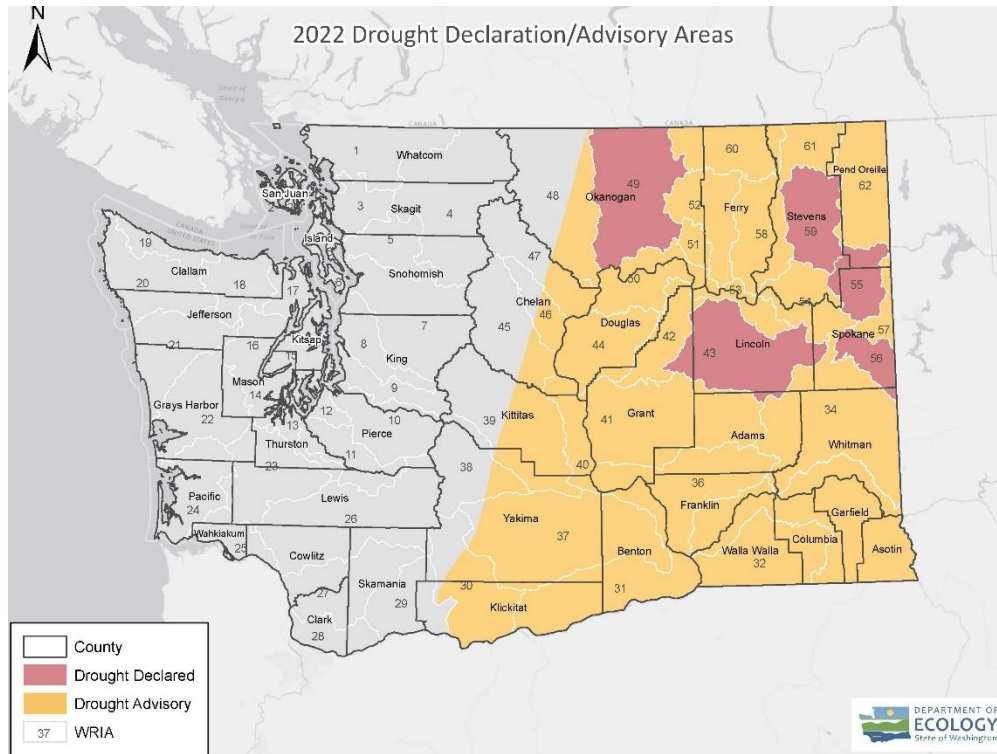 N
2022 Drought Declaration/Advisory Areas
CANADA
CANADA
1
Whatcom
60
61
Pend Oreille
62
San Juan
2
3
Skagit
4
48
Okanogan
49
52
Ferry
58
Stevens
59
CANADA
UNITED STATES
19
Island
5
51
47
Clallam
20
18
17
6
Snohomish
50
53
54
55
Chelan
46
Jefferson
7
45
Douglas
42
Spokane
57
21
16
Kitsap
15
8
King
44
43
Lincoln
56
Mason
14
9
Grays Harbor
22
13
12
10
Pierce
39
Kittitas
41
Grant
34
Thurston
23
11
38
40
Adams
Whitman
Pacific
24
Lewis
26
36
Franklin
Yakima
37
Garfield
Wahkiakum
25
Cowlitz
Benton
Walla Walla
32
Columbia
Asotin
Skamania
27
29
30
31
Clark
28
Klickitat
County
Drought Declared
Drought Advisory
37
WRIA
DEPARTMENT OF
ECOLOGY
State of Washington